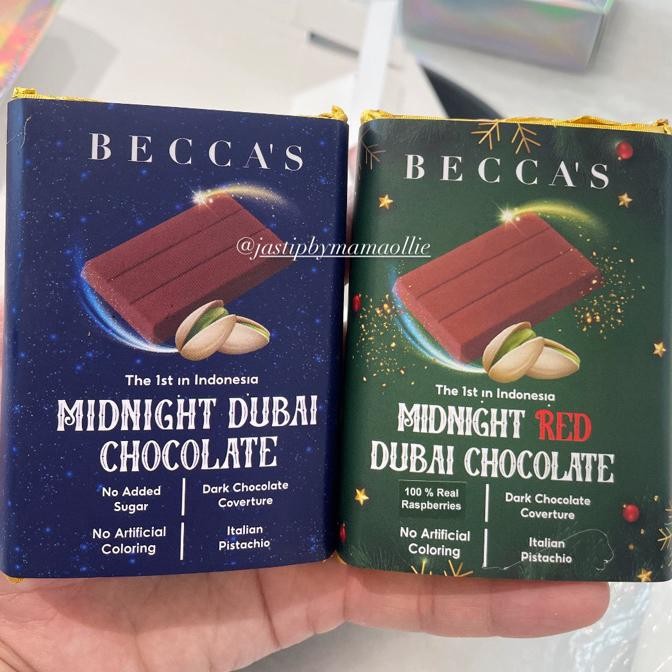 BECCA'S
The 1st in Indonesia
MIDNIGHT DUBAI
CHOCOLATE
No Added
Sugar
Dark Chocolate
Coverture
No Artificial
Coloring
Italian
Pistachio
BECCA'S
The 1st in Indonesia
MIDNIGHT RED
DUBAI CHOCOLATE
100 % Real
Raspberries
Dark Chocolate
Coverture
No Artificial
Coloring
Italian
Pistachio
@jastipbymamaollie